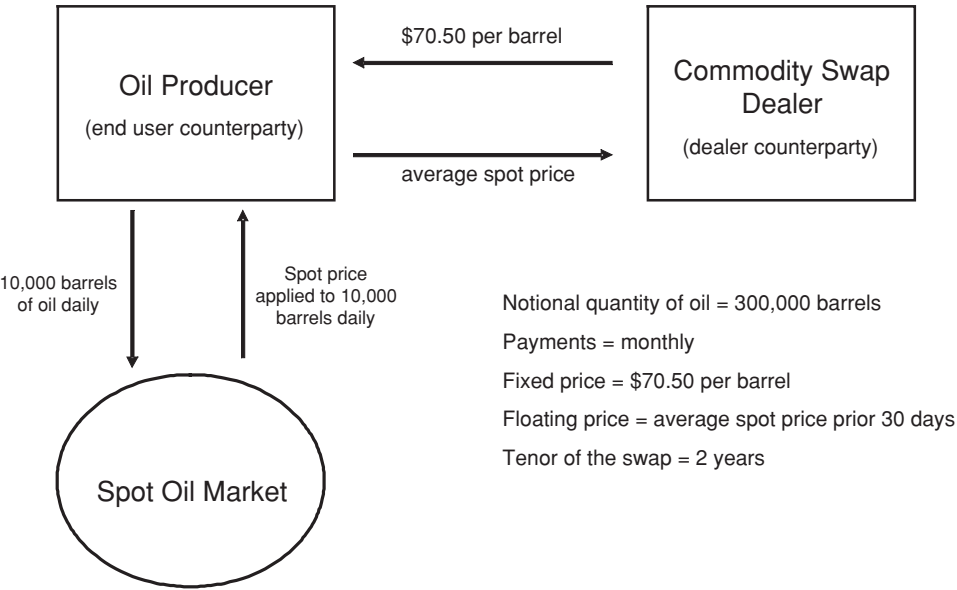 $70.50 per barrel
Oil Producer
(end user counterparty)
Commodity Swap
Dealer
(dealer counterparty)
average spot price
10,000 barrels
of oil daily
Spot price
applied to 10,000
barrels daily
Notional quantity of oil = 300,000 barrels
Payments = monthly
Fixed price = $70.50 per barrel
Floating price = average spot price prior 30 days
Tenor of the swap = 2 years
Spot Oil Market